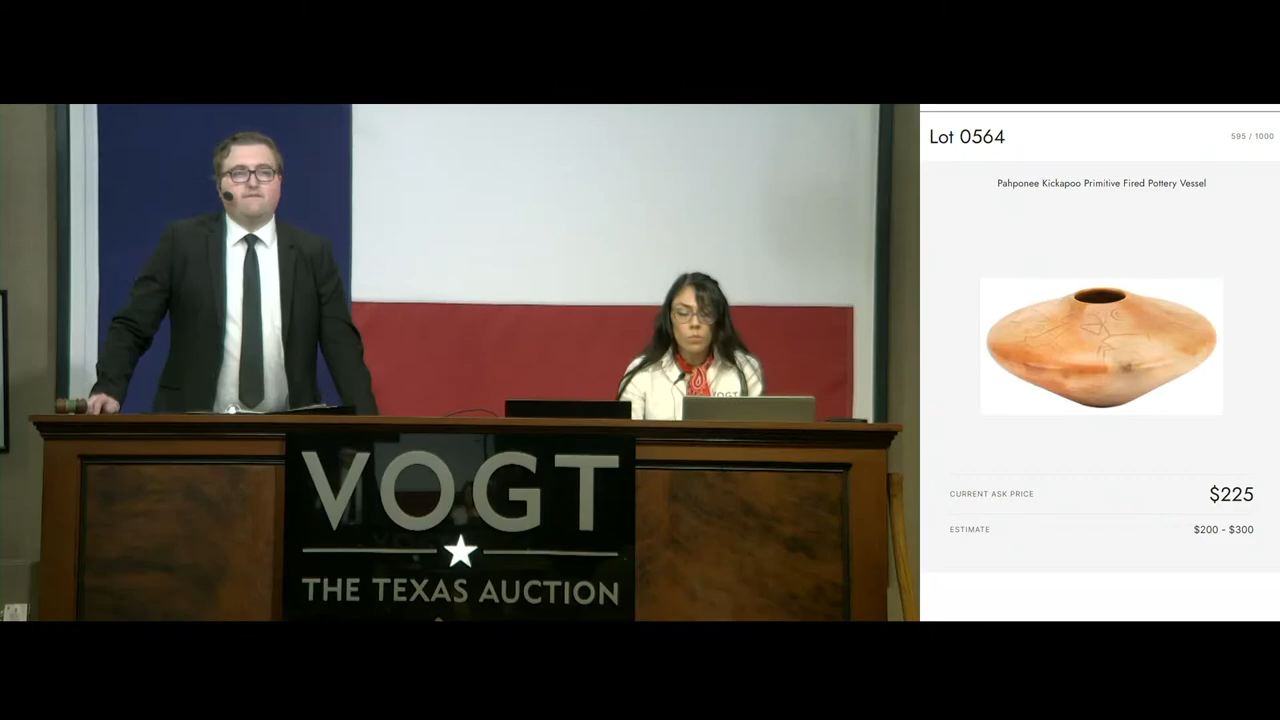 Lot 0564
595 / 1000
Pahponee Kickapoo Primitive Fired Pottery Vessel
CURRENT ASK PRICE
$225
ESTIMATE
$200 - $300
VOGT
VOGT
THE TEXAS AUCTION